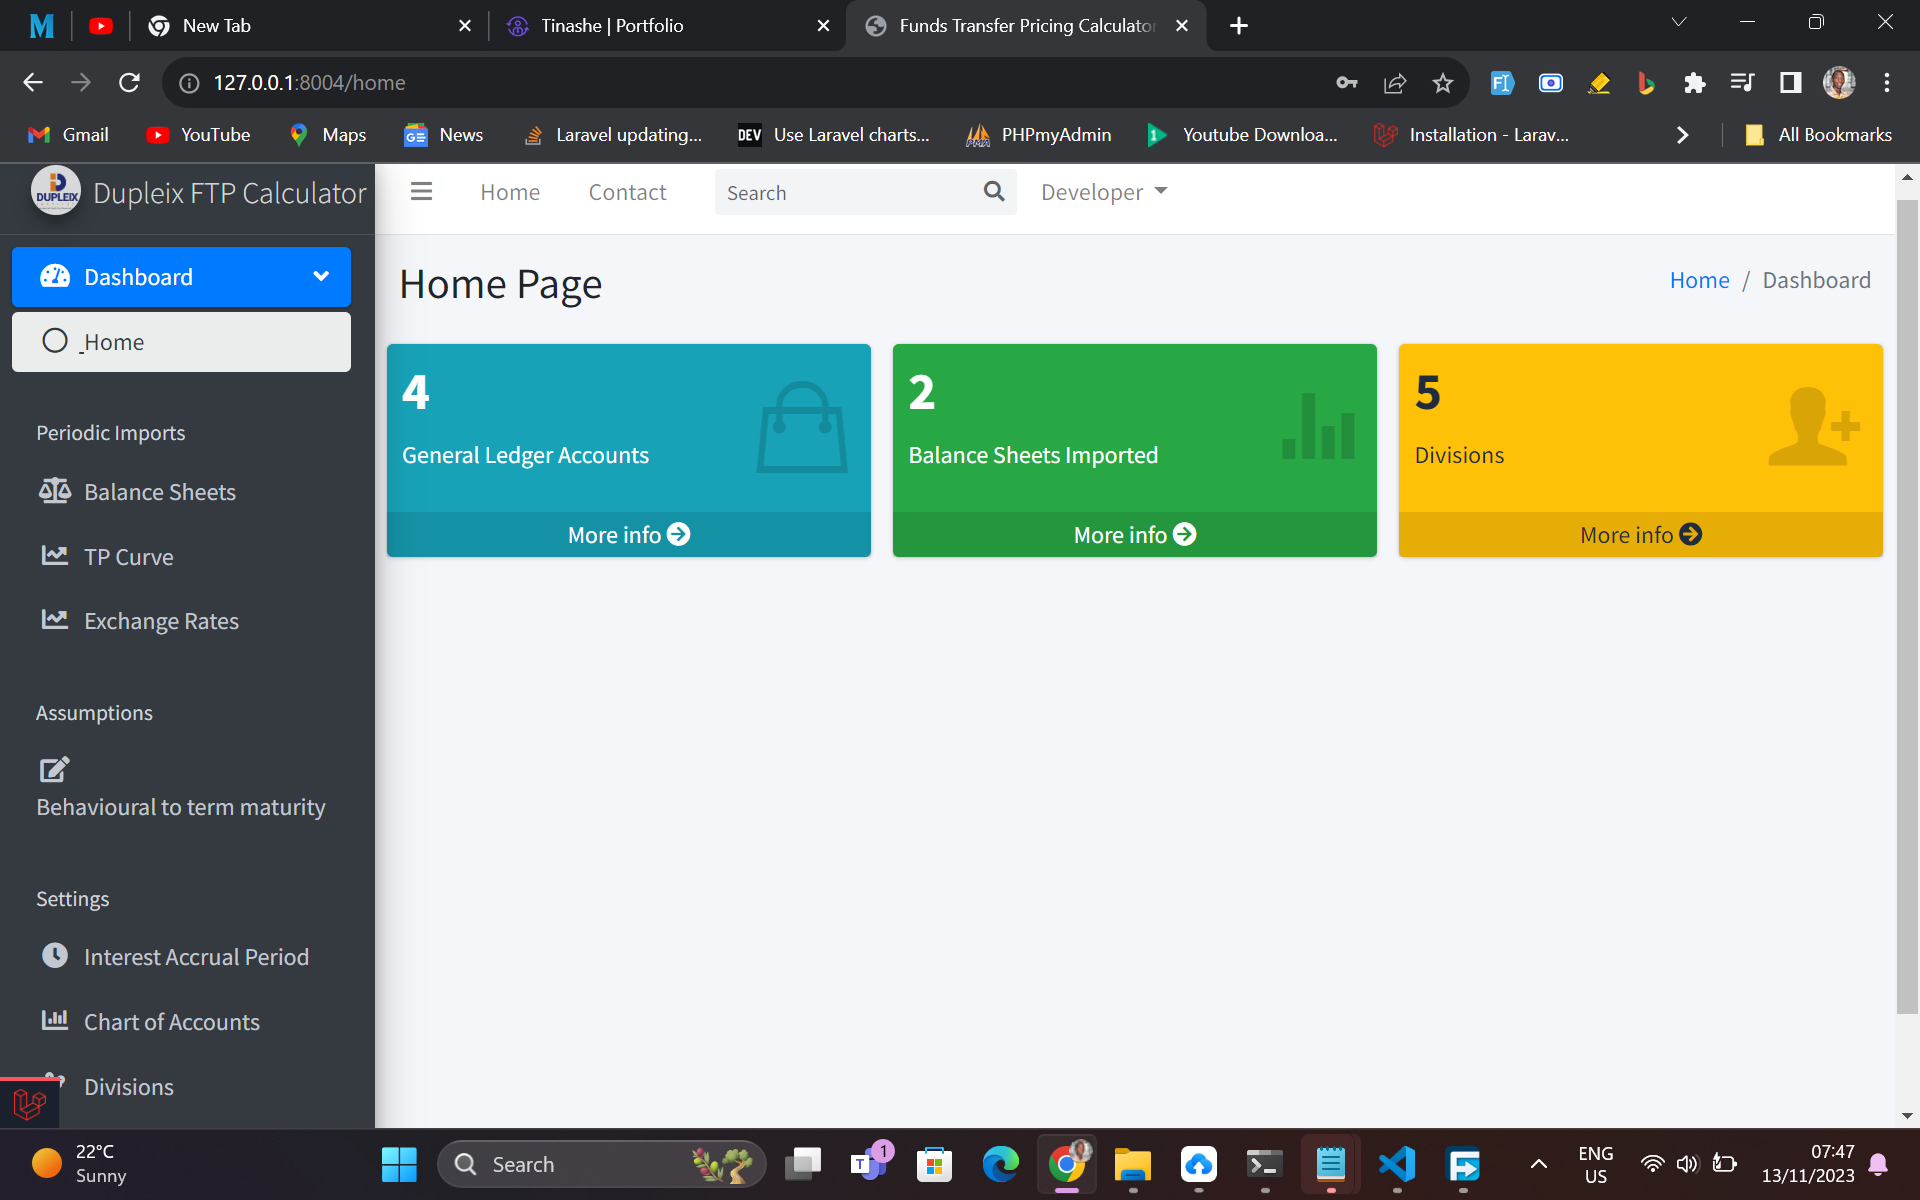 New Tab
Tinashe | Portfolio
Funds Transfer Pricing Calculator
127.0.0.1:8004/home
Gmail
YouTube
Maps
News
Laravel updating...
DEV
Use Laravel charts...
PHPmyAdmin
Youtube Downloa...
Installation - Larav...
All Bookmarks
DUPLEIX
Dupleix FTP Calculator
Home
Contact
Search
Developer
Dashboard
Home
Periodic Imports
Balance Sheets
TP Curve
Exchange Rates
Assumptions
Behavioural to term maturity
Settings
Interest Accrual Period
Chart of Accounts
Divisions
Home Page
Home / Dashboard
4
General Ledger Accounts
More info
2
Balance Sheets Imported
More info
5
Divisions
More info
22°C
Sunny
Search
1
ENG
US
07:47
13/11/2023